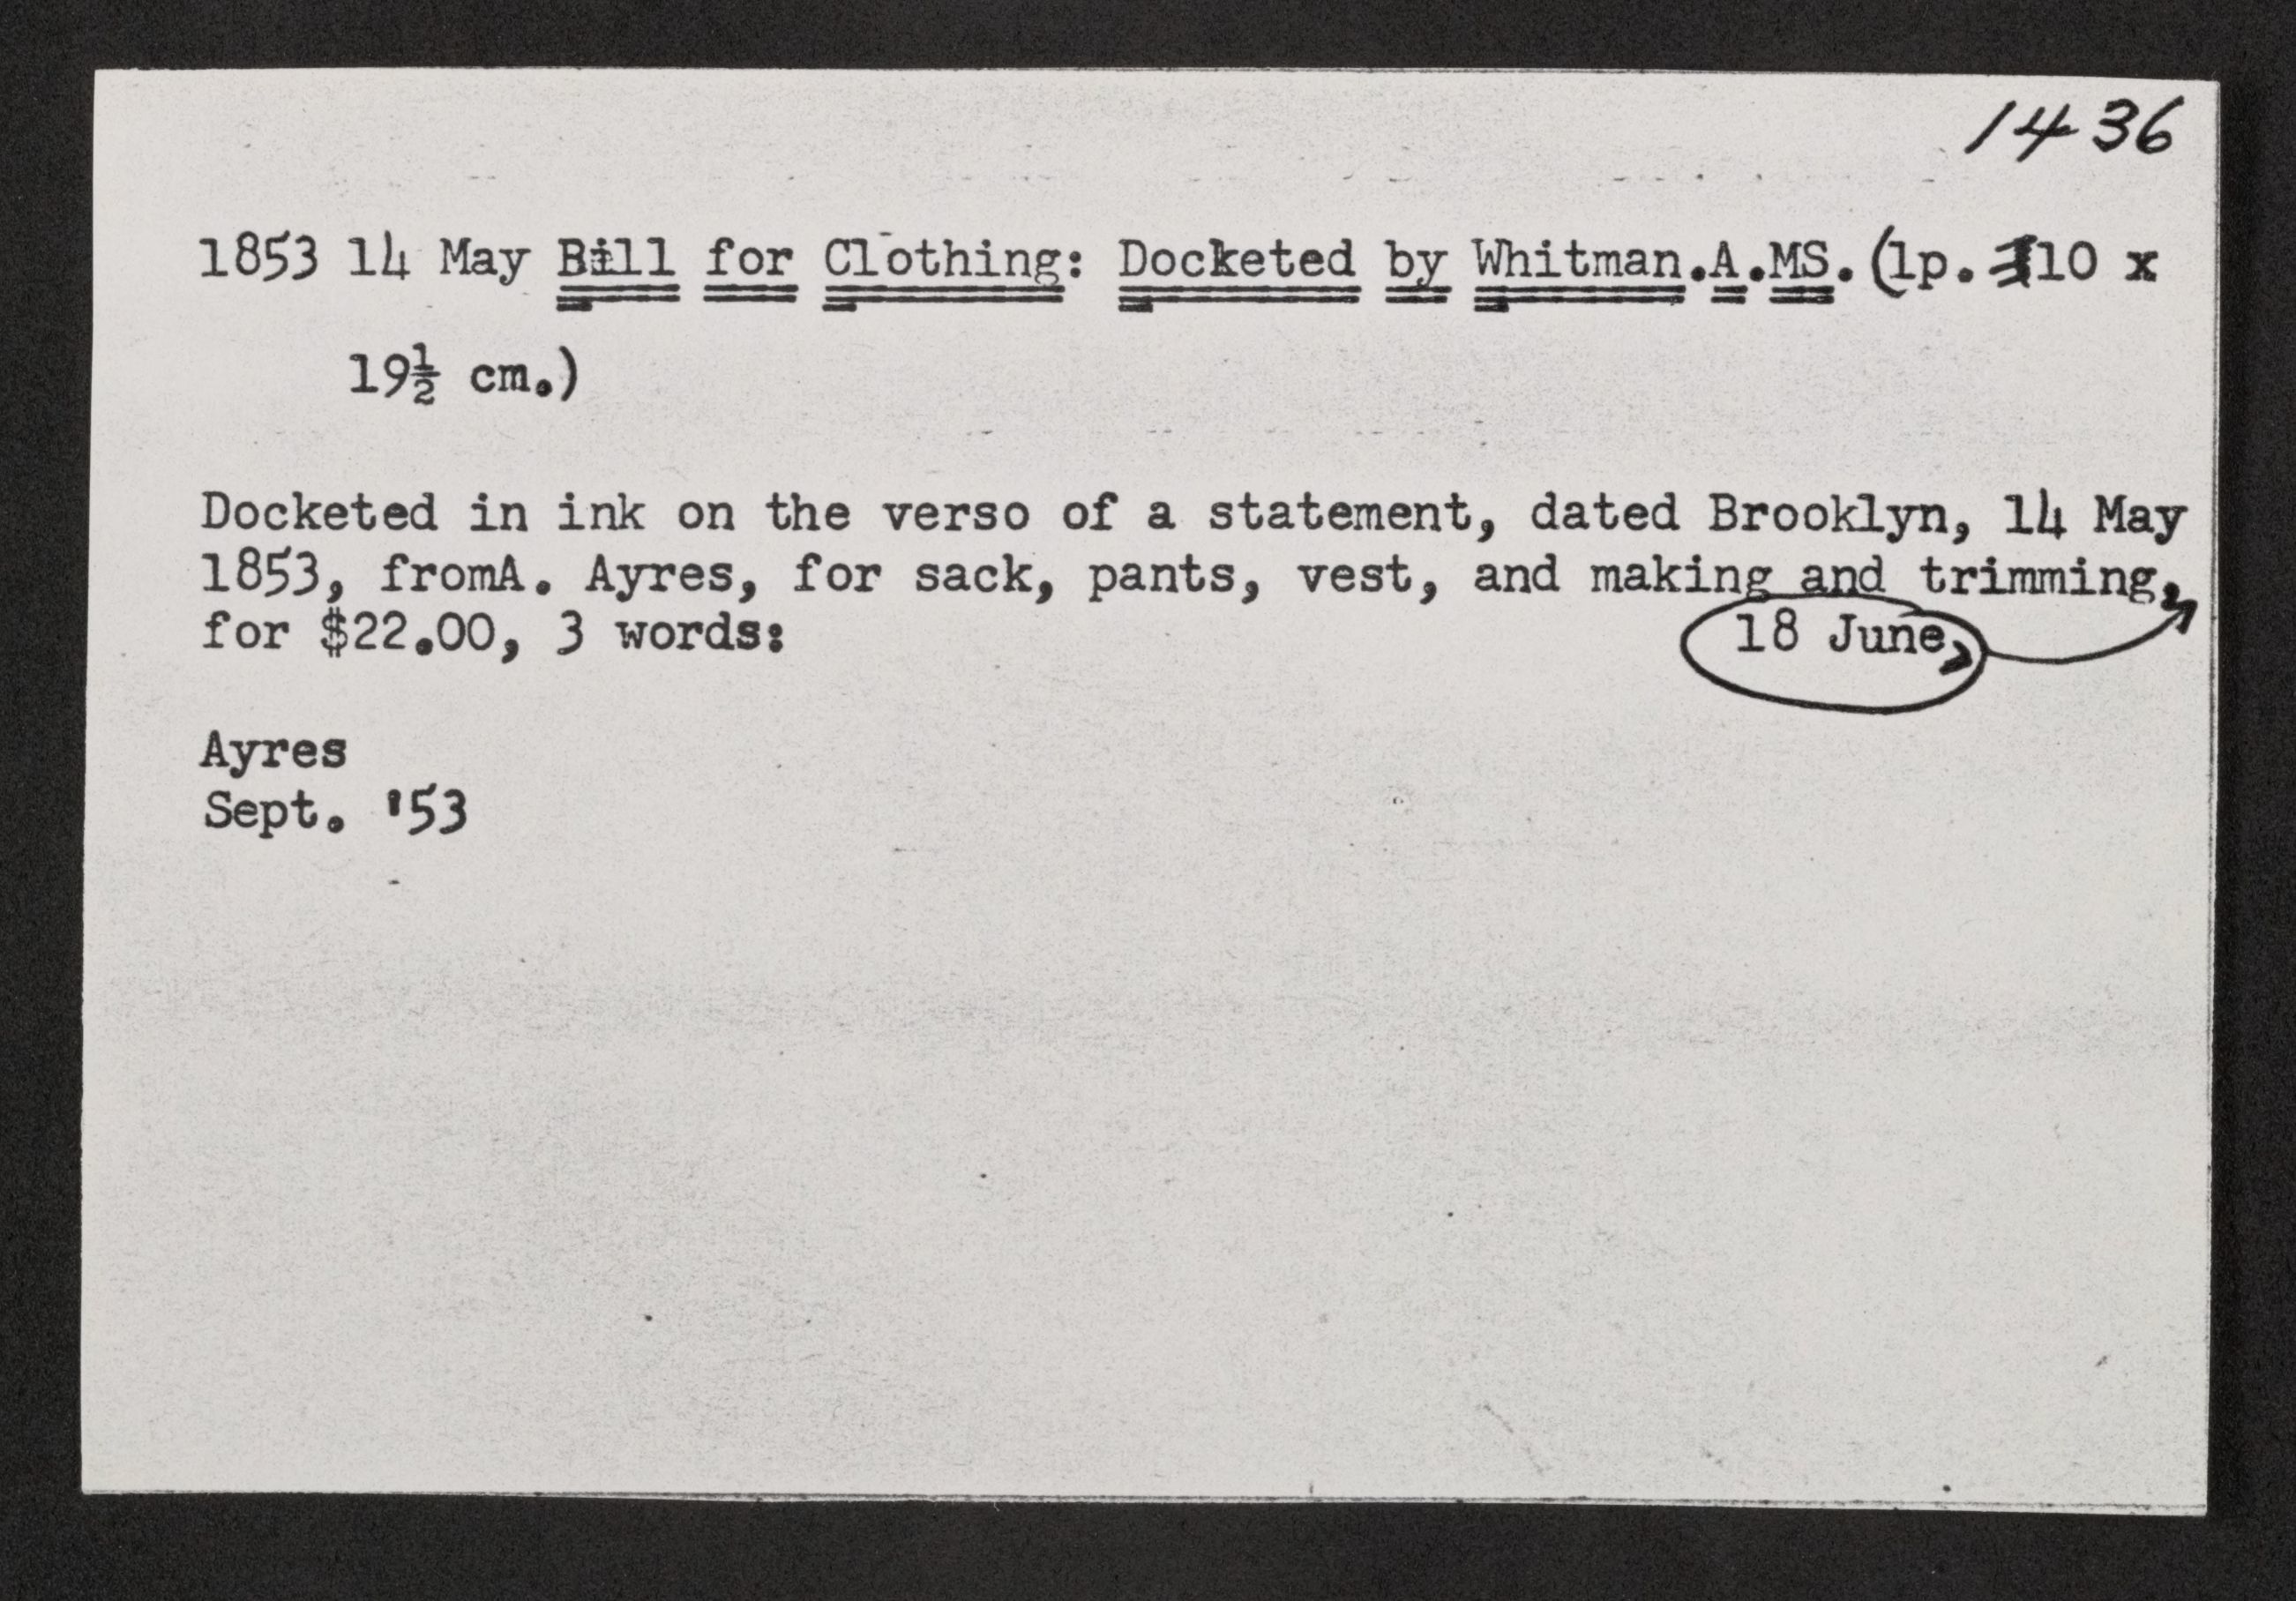 1436
1853 14 May Bill for Clothing: Docketed by Whitman.A.MS.(1p. 10 x
19½ cm.)
Docketed in ink on the verso of a statement, dated Brooklyn, 14 May
1853, fromA. Ayres, for sack, pants, vest, and making and trimming,
for $22.00, 3 words: 18 June,
Ayres
Sept. '53